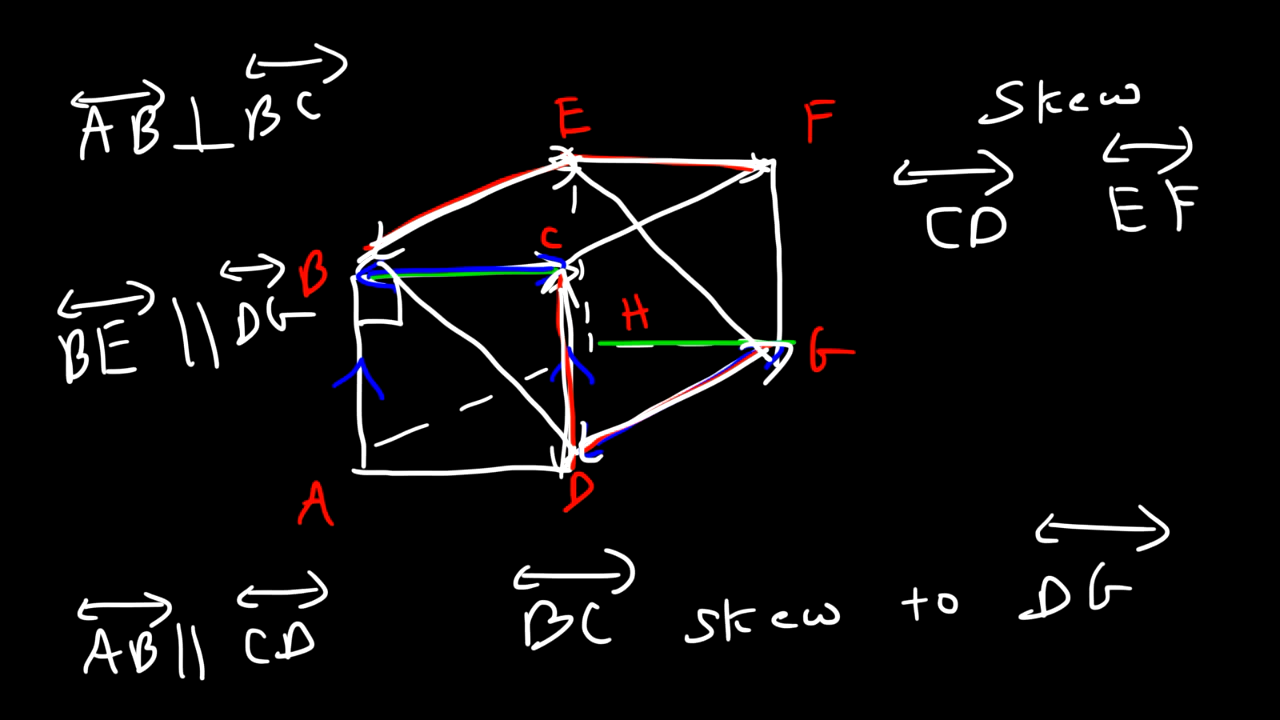 AB ⊥ BC
Skew
CD EF
BE || DG
E
F
B
C
H
G
A
D
AB || CD
BC skew to DG